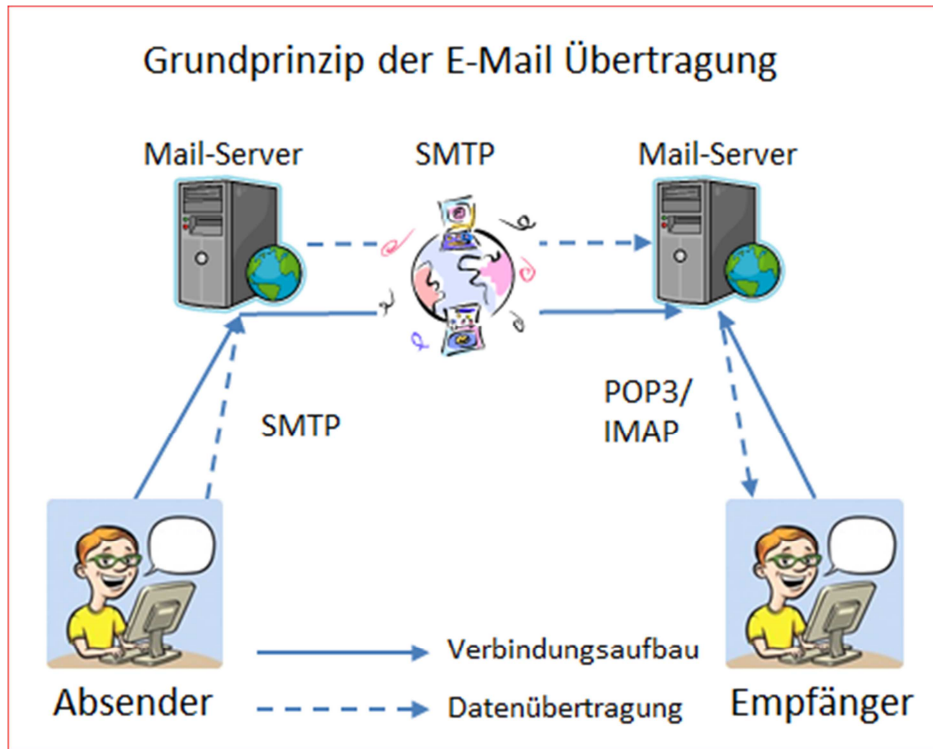 Grundprinzip der E-Mail Übertragung
Mail-Server
SMTP
Mail-Server
SMTP
POP3/
IMAP
Verbindungsaufbau
Datenübertragung
Absender
Empfänger